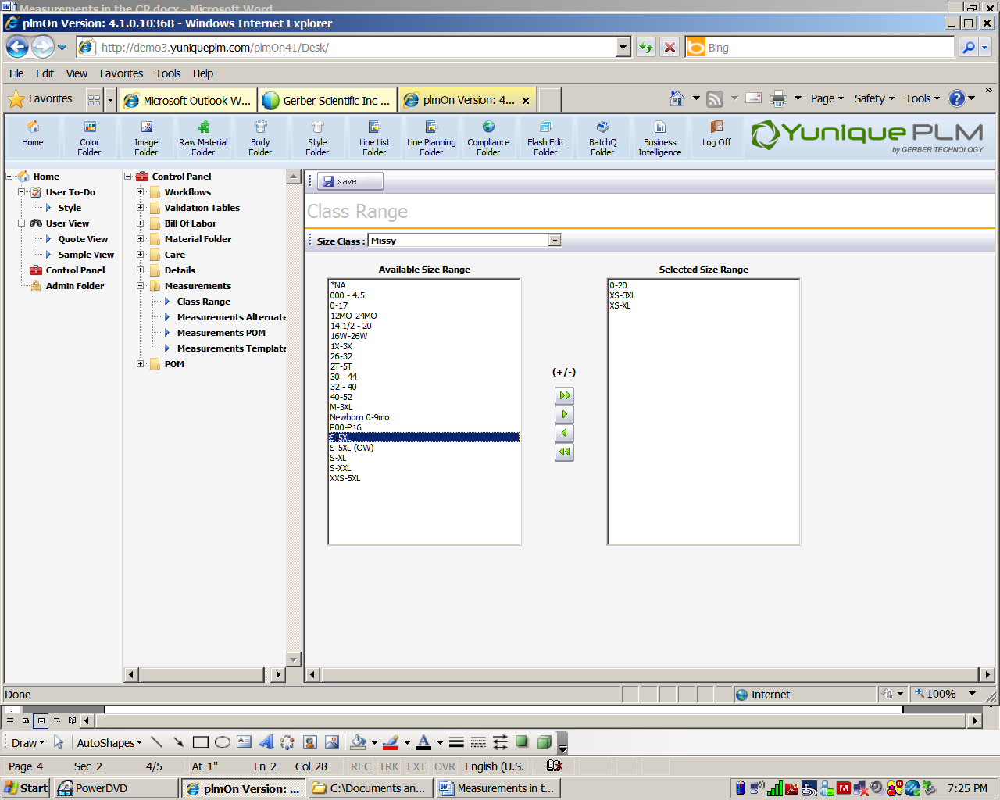 Measurements in the CP.docx - Microsoft Word
plmOn Version: 4.1.0.10368 - Windows Internet Explorer
http://demo3.yuniqueplm.com/plmOn41/Desk/
Bing
File Edit View Favorites Tools Help
Favorites
Microsoft Outlook W...
Gerber Scientific Inc ...
plmOn Version: 4....
Page Safety Tools
Home
Color Folder
Image Folder
Raw Material Folder
Body Folder
Style Folder
Line List Folder
Line Planning Folder
Compliance Folder
Flash Edit Folder
BatchQ Folder
Business Intelligence
Log Off
YuniquePLM
by GERBER TECHNOLOGY
Home
User To-Do
Style
User View
Quote View
Sample View
Control Panel
Admin Folder
Control Panel
Workflows
Validation Tables
Bill Of Labor
Material Folder
Care
Details
Measurements
Class Range
Measurements Alternate
Measurements POM
Measurements Template
POM
save
Class Range
Size Class : Missy
Available Size Range
*NA
000 - 4.5
0-17
12MO-24MO
14 1/2 - 20
16W-26W
1X-3X
26-32
2T-5T
30 - 44
32 - 40
40-52
M-3XL
Newborn 0-9mo
P00-P16
S-5XL
S-5XL (OW)
S-XL
S-XXL
XXS-5XL
(+/-)
Selected Size Range
0-20
XS-3XL
XS-XL
Done
Internet
100%
Draw AutoShapes
Page 4 Sec 2 4/5 At 1" Ln 2 Col 28 REC TRK EXT OVR English (U.S.
Start
PowerDVD
plmOn Version: ...
C:\Documents an...
Measurements in t...
7:25 PM